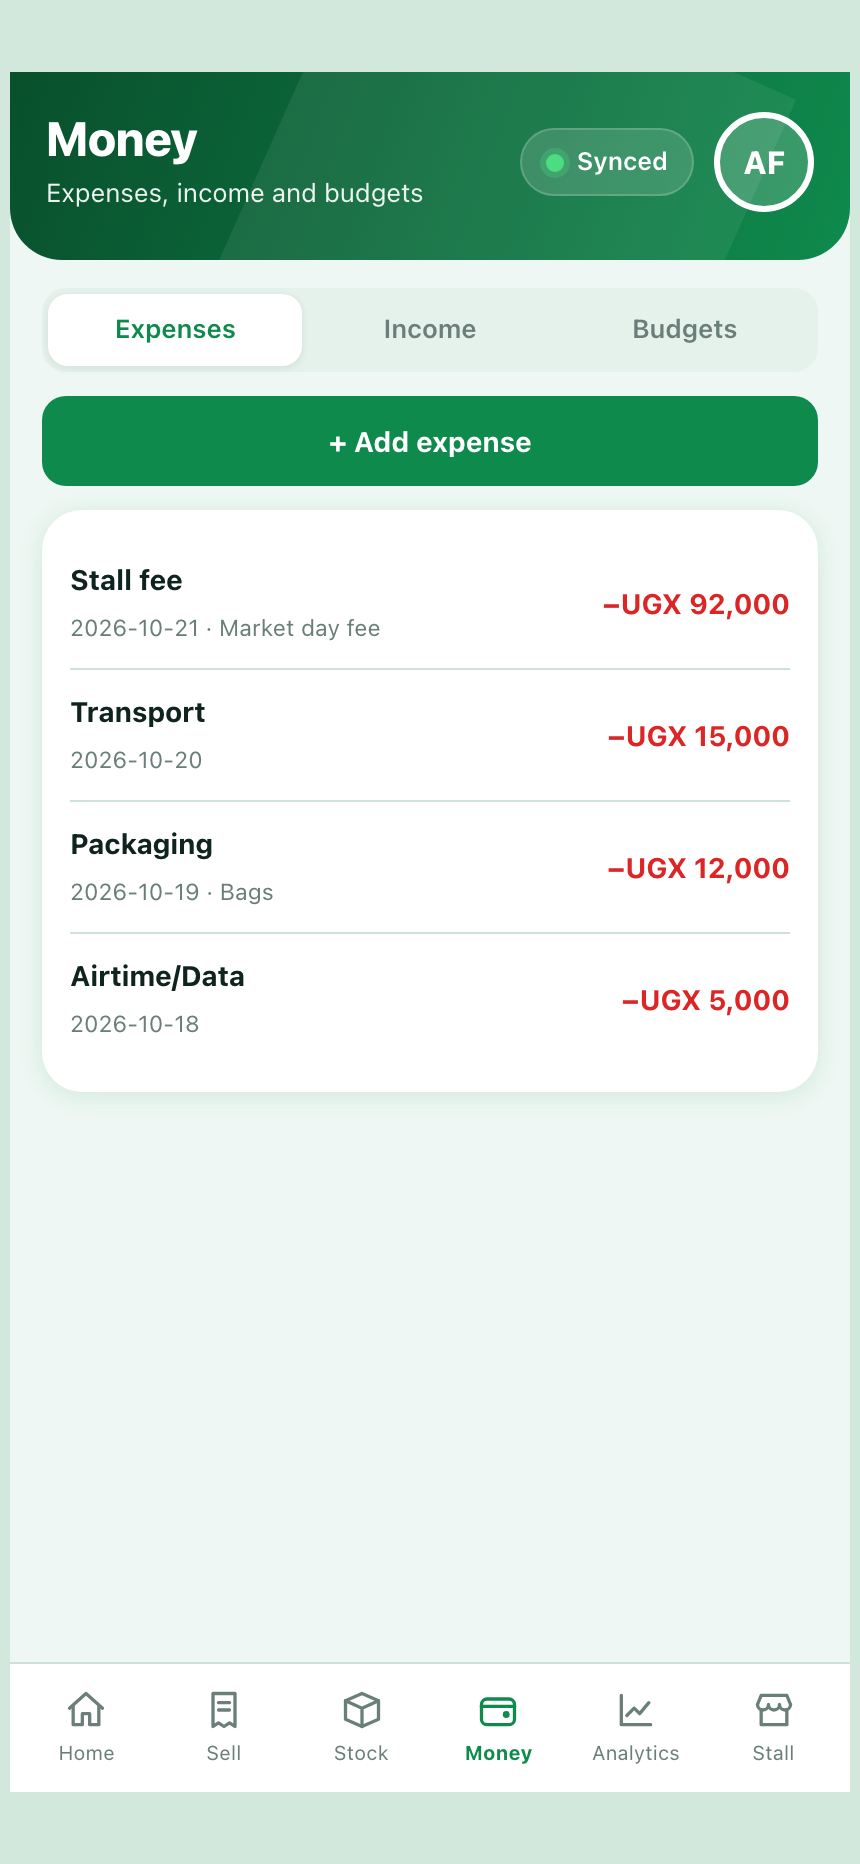 Money
Expenses, income and budgets
Synced
AF
Expenses
Income
Budgets
+ Add expense
Stall fee
2026-10-21 · Market day fee
–UGX 92,000
Transport
2026-10-20
–UGX 15,000
Packaging
2026-10-19 · Bags
–UGX 12,000
Airtime/Data
2026-10-18
–UGX 5,000
Home
Sell
Stock
Money
Analytics
Stall